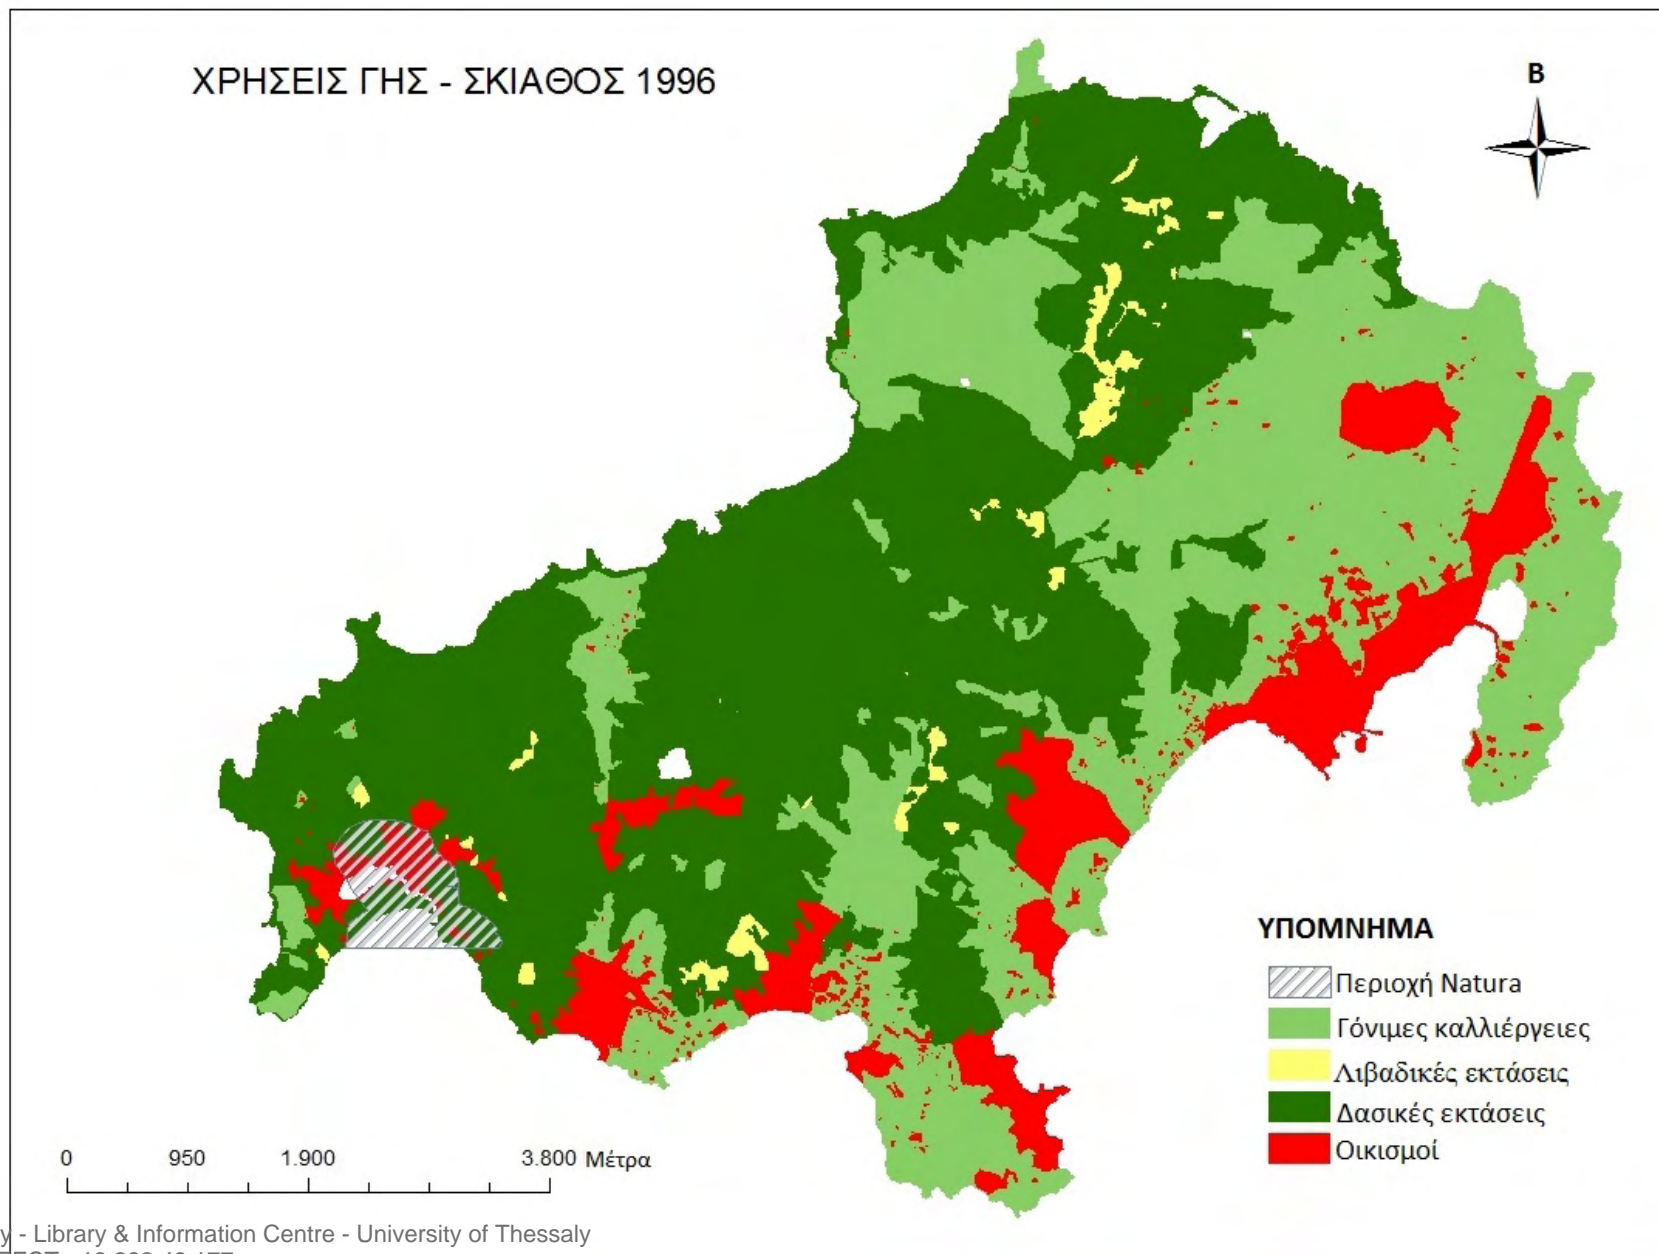 ΧΡΗΣΕΙΣ ΓΗΣ - ΣΚΙΑΘΟΣ 1996
Β
ΥΠΟΜΝΗΜΑ
Περιοχή Natura
Γόνιμες καλλιέργειες
Λιβαδικές εκτάσεις
Δασικές εκτάσεις
Οικισμοί
0 950 1.900 3.800 Μέτρα
y - Library & Information Centre - University of Thessaly